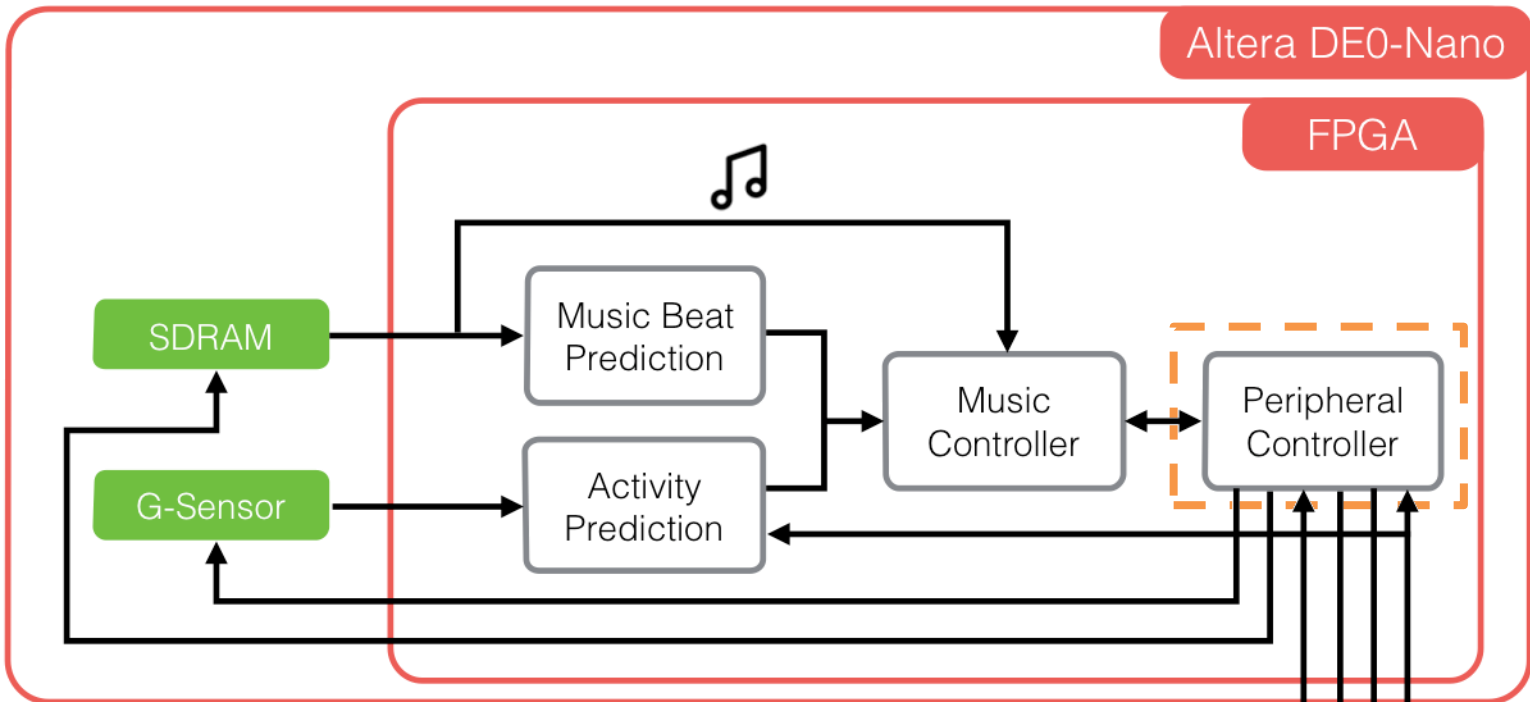 Altera DE0-Nano
FPGA
SDRAM
Music Beat
Prediction
Music
Controller
Peripheral
Controller
G-Sensor
Activity
Prediction